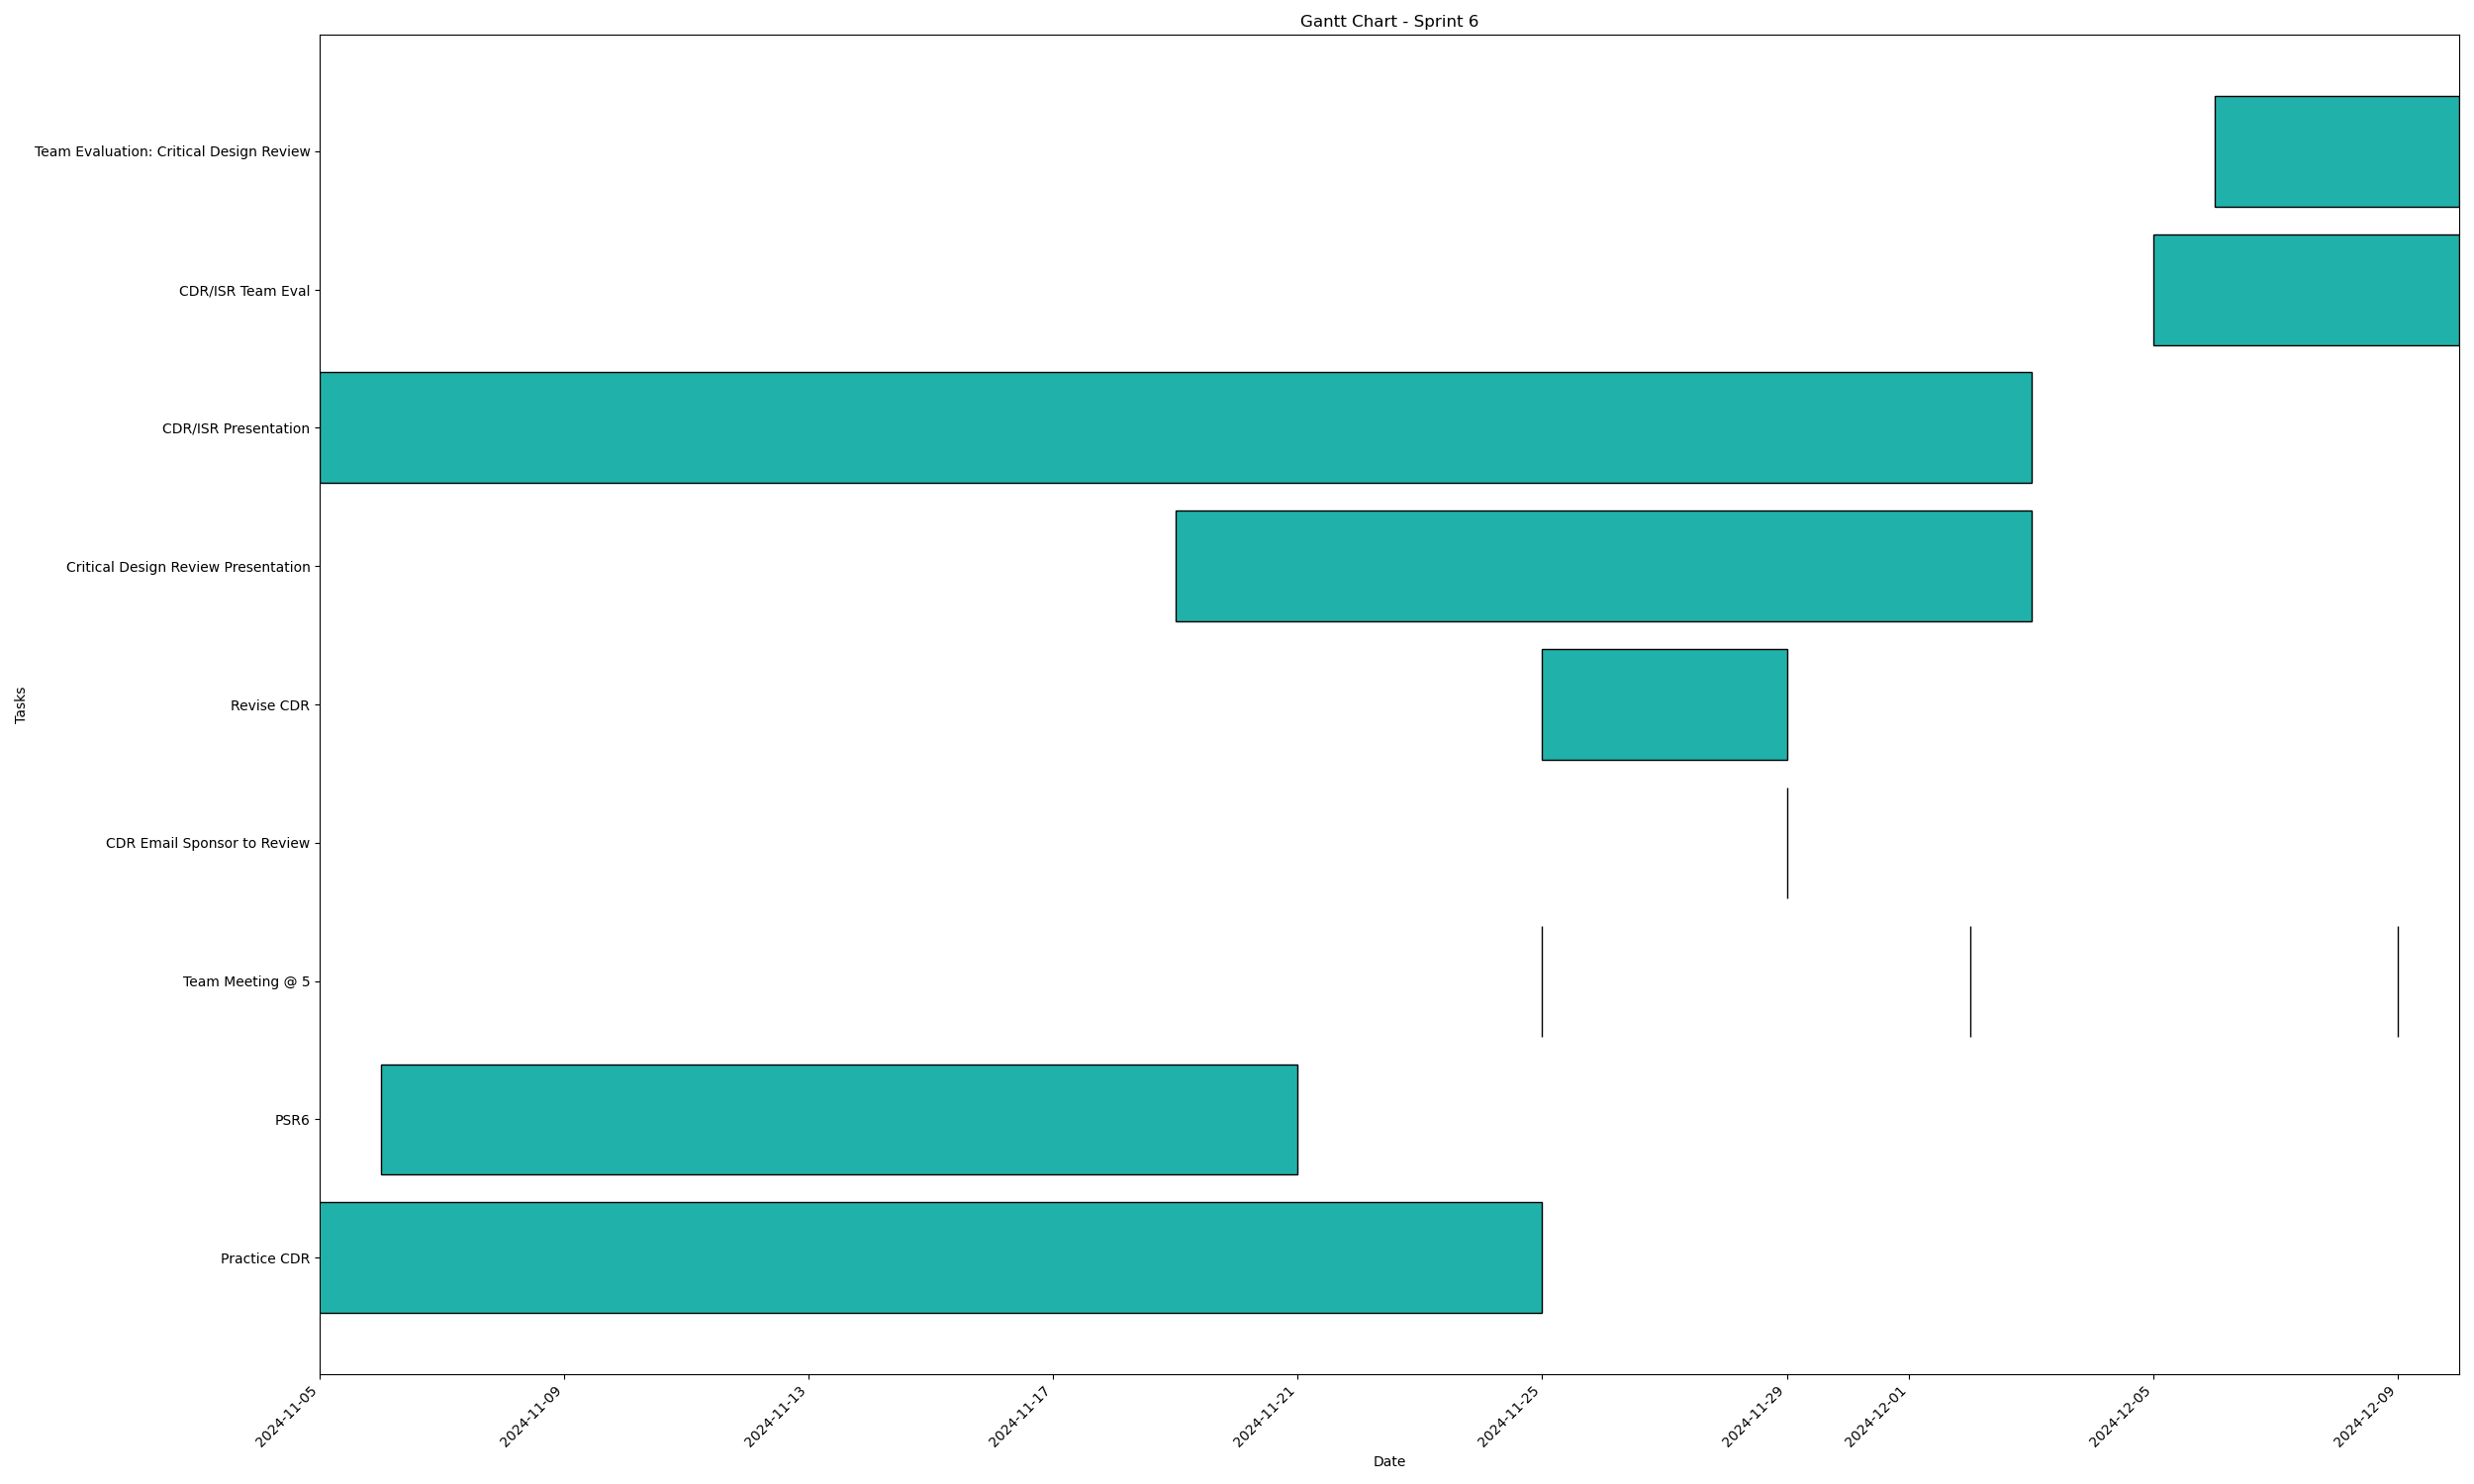 Gantt Chart - Sprint 6
Team Evaluation: Critical Design Review
CDR/ISR Team Eval
CDR/ISR Presentation
Critical Design Review Presentation
Revise CDR
CDR Email Sponsor to Review
Team Meeting @ 5
PSR6
Practice CDR
Tasks
2024-11-05
2024-11-09
2024-11-13
2024-11-17
2024-11-21
2024-11-25
2024-11-29
2024-12-01
2024-12-05
2024-12-09
Date